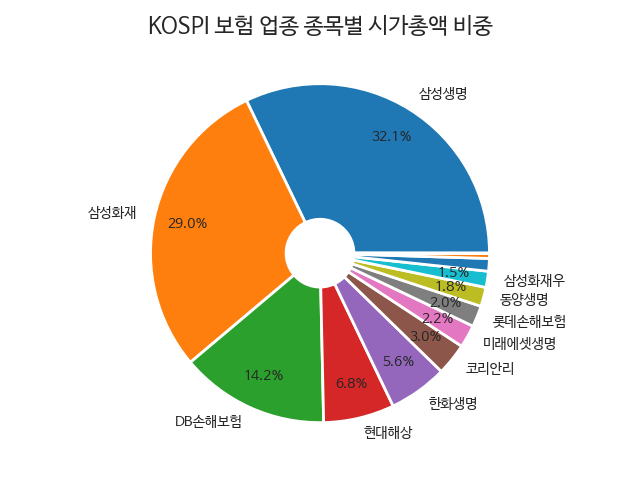 KOSPI 보험 업종 종목별 시가총액 비중
삼성생명
32.1%
삼성화재
29.0%
DB손해보험
14.2%
현대해상
6.8%
한화생명
5.6%
코리안리
3.0%
미래에셋생명
2.2%
롯데손해보험
2.0%
동양생명
1.8%
삼성화재우
1.5%